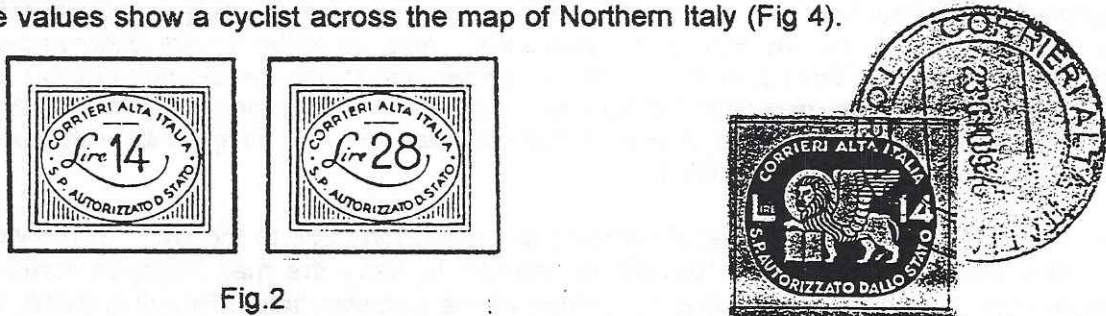 e values show a cyclist across the map of Northern Italy (Fig 4).
CORRIERI ALTA ITALIA
Lire 14
S.P. AUTORIZZATO D. STATO
CORRIERI ALTA ITALIA
Lire 28
S.P. AUTORIZZATO D. STATO
Fig.2
CORRIERI ALTA ITALIA
LIRE 14
S.P. AUTORIZZATO DALLO STATO
CORRIERI